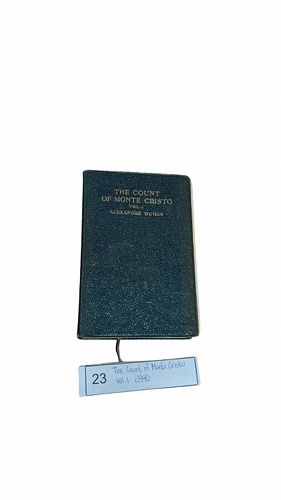 THE COUNT
OF MONTE CRISTO
VOL. I
ALEXANDRE DUMAS
23
The Count of Monte Cristo
Vol. 1 c1940